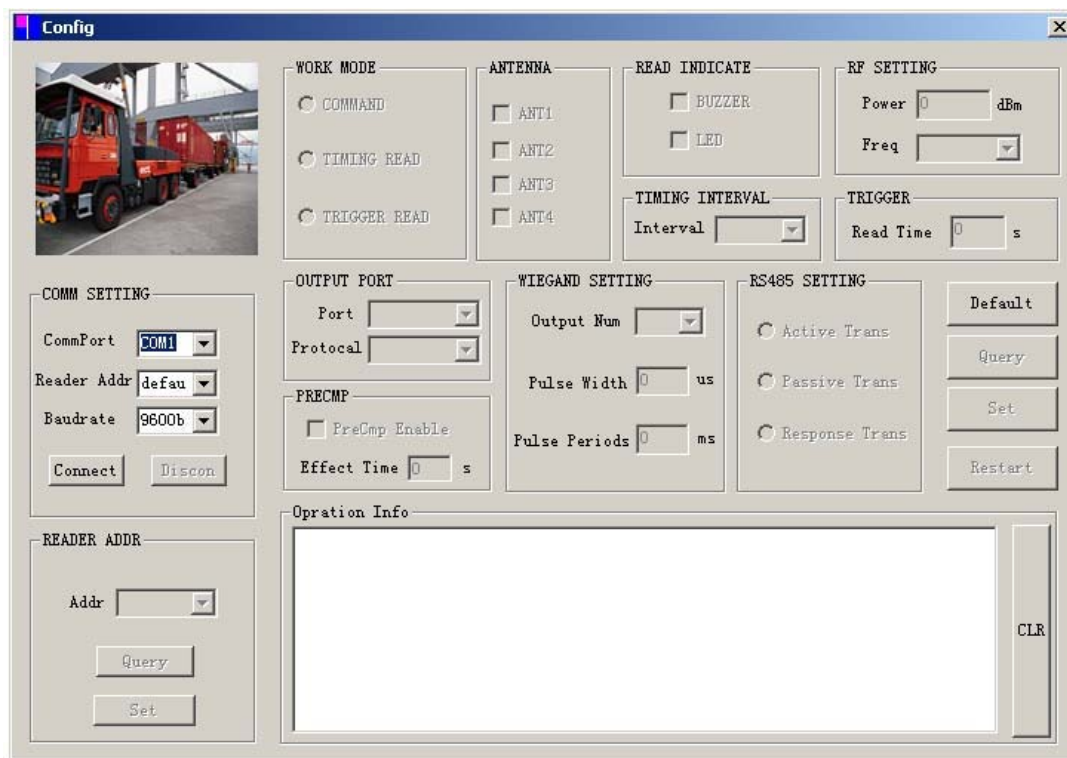 Config
WORK MODE
COMMAND
TIMING READ
TRIGGER READ
ANTENNA
ANT1
ANT2
ANT3
ANT4
READ INDICATE
BUZZER
LED
RF SETTING
Power 0 dBm
Freq
TIMING INTERVAL
Interval
TRIGGER
Read Time 0 s
COMM SETTING
CommPort COM1
Reader Addr defau
Baudrate 9600b
Connect Discon
OUTPUT PORT
Port
Protocal
PRECMP
PreCmp Enable
Effect Time 0 s
WIEGAND SETTING
Output Num
Pulse Width 0 us
Pulse Periods 0 ms
RS485 SETTING
Active Trans
Passive Trans
Response Trans
Default
Query
Set
Restart
READER ADDR
Addr
Query
Set
Opration Info
CLR